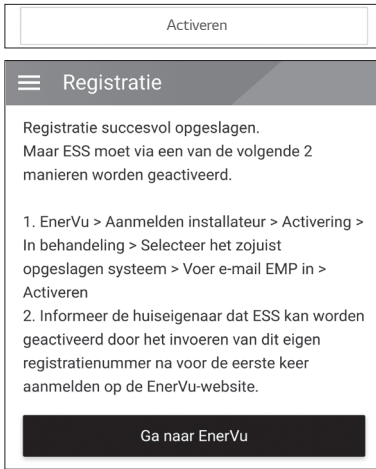 Activeren
Registratie
Registratie succesvol opgeslagen.
Maar ESS moet via een van de volgende 2
manieren worden geactiveerd.
1. EnerVu > Aanmelden installateur > Activering >
In behandeling > Selecteer het zojuist
opgeslagen systeem > Voer e-mail EMP in >
Activeren
2. Informeer de huiseigenaar dat ESS kan worden
geactiveerd door het invoeren van dit eigen
registratienummer na voor de eerste keer
aanmelden op de EnerVu-website.
Ga naar EnerVu